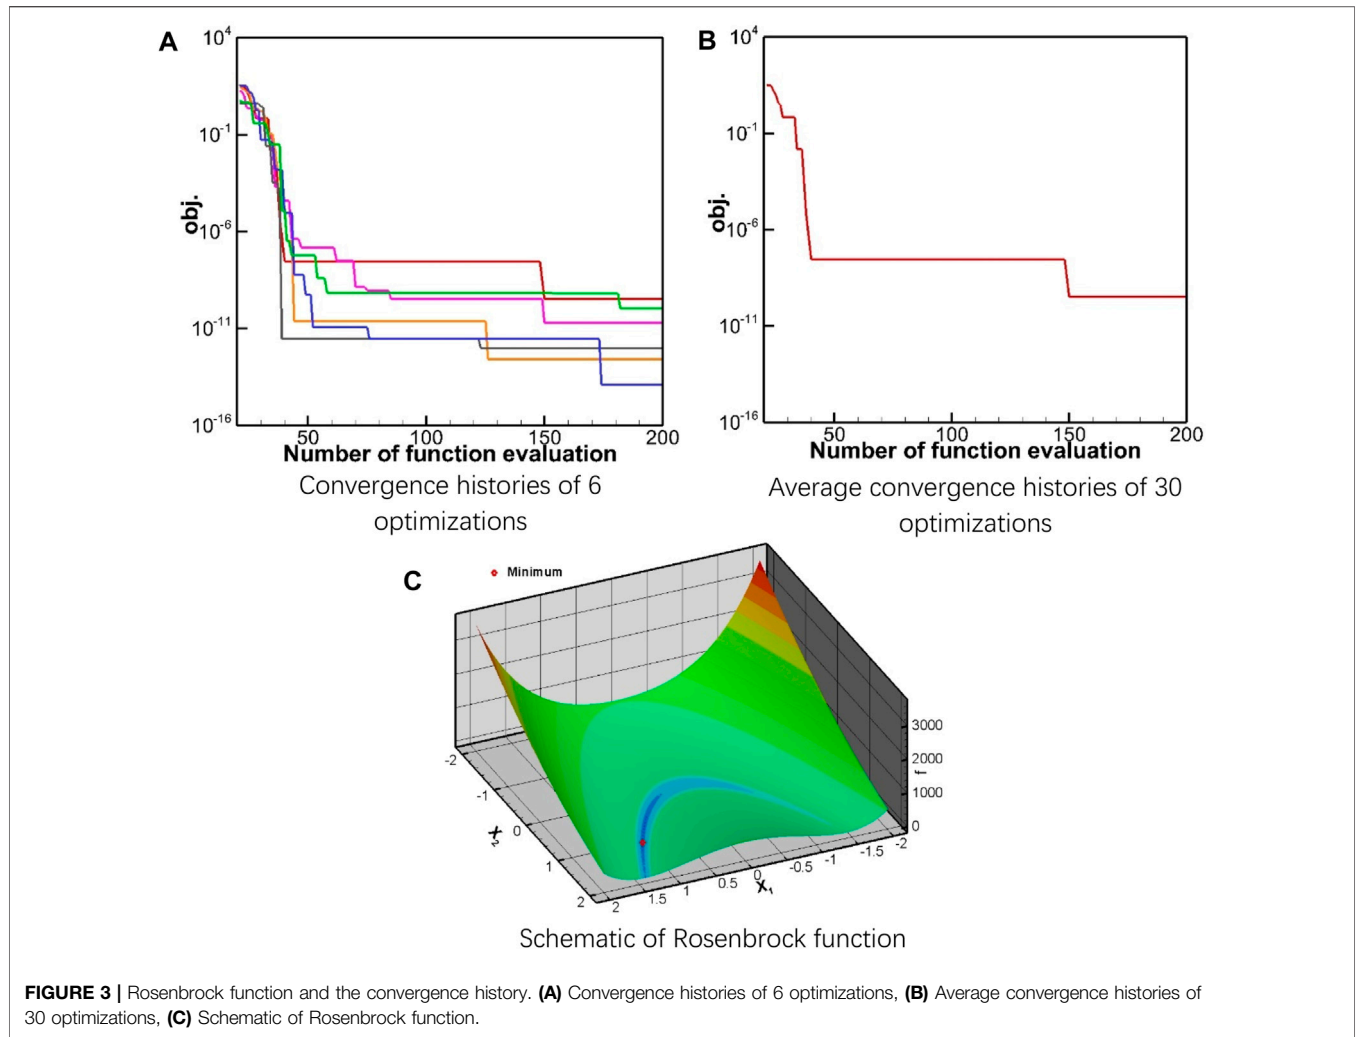 A
10^4
10^-1
10^-6
10^-11
10^-16
obj.
50 100 150 200
Number of function evaluation
Convergence histories of 6
optimizations
B
10^4
10^-1
10^-6
10^-11
10^-16
obj.
50 100 150 200
Number of function evaluation
Average convergence histories of 30
optimizations
C
Minimum
3000
2000
1000
0
f
-2
-1
0
1
2
2 1.5 1 0.5 0 -0.5 -1 -1.5 -2
X₁
Schematic of Rosenbrock function
FIGURE 3 | Rosenbrock function and the convergence history. (A) Convergence histories of 6 optimizations, (B) Average convergence histories of
30 optimizations, (C) Schematic of Rosenbrock function.